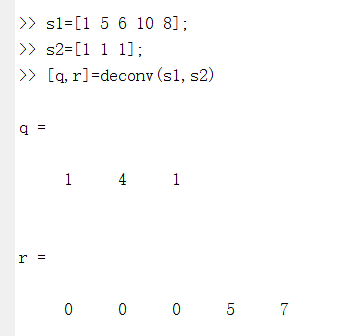 >> s1=[1 5 6 10 8];
>> s2=[1 1 1];
>> [q,r]=deconv(s1,s2)
q =
1 4 1
r =
0 0 0 5 7